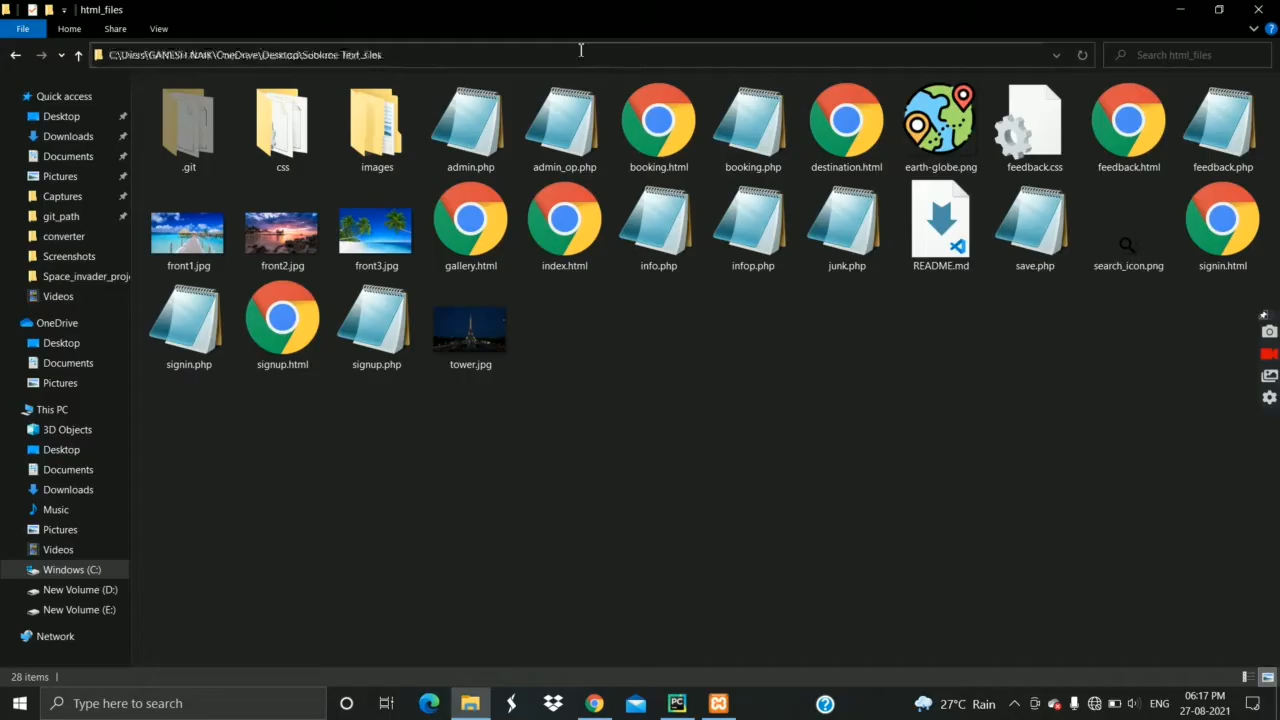 html_files
File Home Share View
Search html_files
Quick access
Desktop
Downloads
Documents
Pictures
Captures
git_path
converter
Screenshots
Space_invader_proj
Videos
OneDrive
Desktop
Documents
Pictures
This PC
3D Objects
Desktop
Documents
Downloads
Music
Pictures
Videos
Windows (C:)
New Volume (D:)
New Volume (E:)
Network
.git css images admin.php admin_op.php booking.html booking.php destination.html earth-globe.png feedback.css feedback.html feedback.php
front1.jpg front2.jpg front3.jpg gallery.html index.html info.php infop.php junk.php README.md save.php search_icon.png signin.html
signin.php signup.html signup.php tower.jpg
28 items
Type here to search
PC
27°C Rain
ENG
06:17 PM
27-08-2021